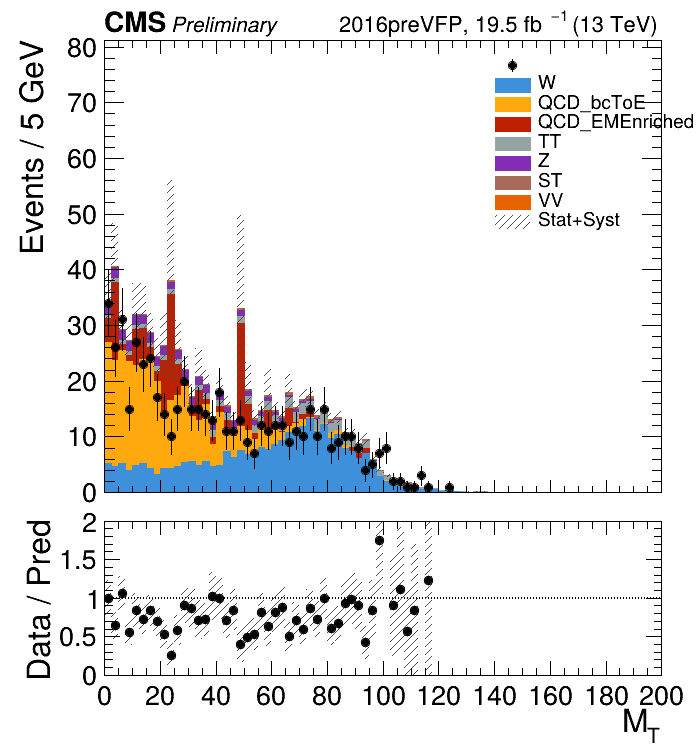 CMS Preliminary 2016preVFP, 19.5 fb⁻¹ (13 TeV)
Events / 5 GeV
80
70
60
50
40
30
20
10
0
W
QCD_bcToE
QCD_EMEnriched
TT
Z
ST
VV
Stat+Syst
Data / Pred
2
1.5
1
0.5
0
0 20 40 60 80 100 120 140 160 180 200
M_T